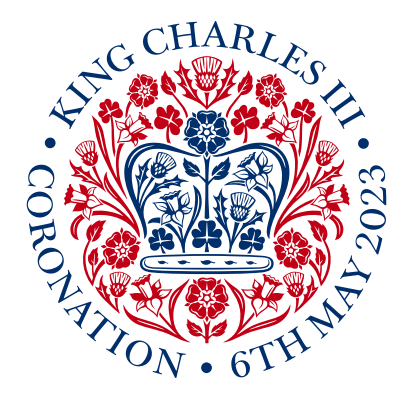 KING CHARLES III
CORONATION • 6TH MAY 2023